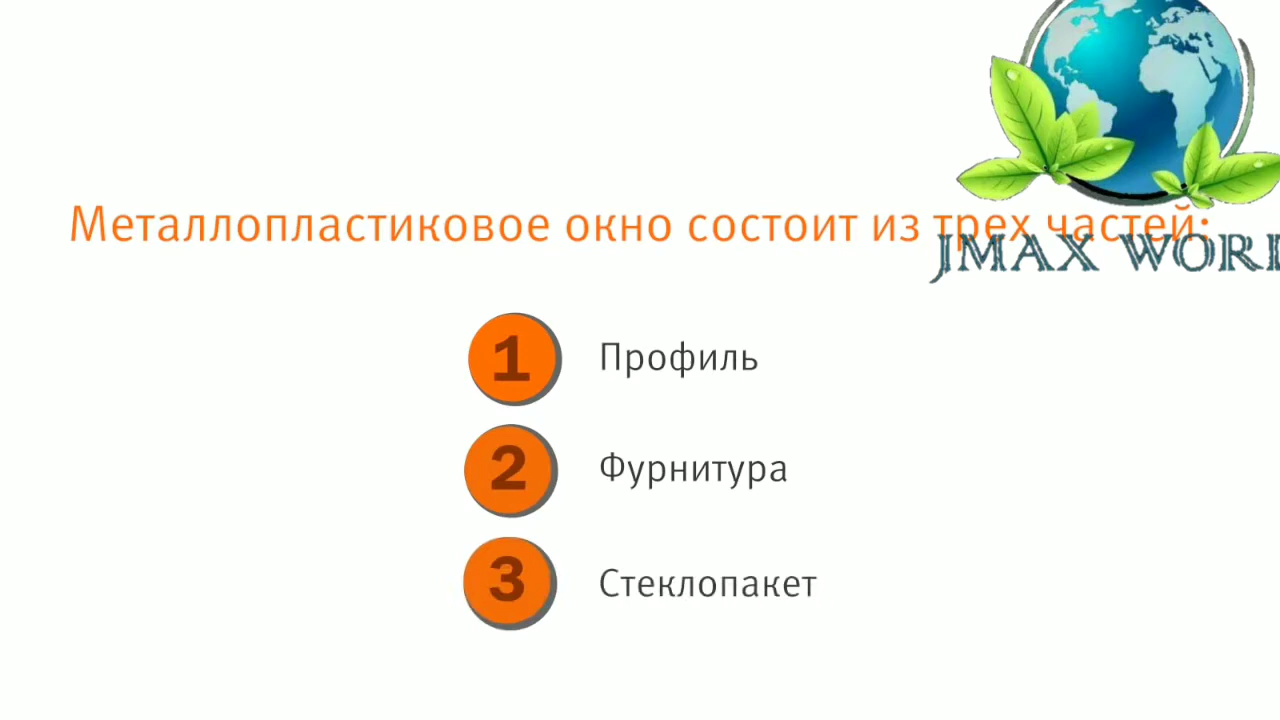 Металлопластиковое окно состоит из трех частей:
JMAX WORL
1 Профиль
2 Фурнитура
3 Стеклопакет